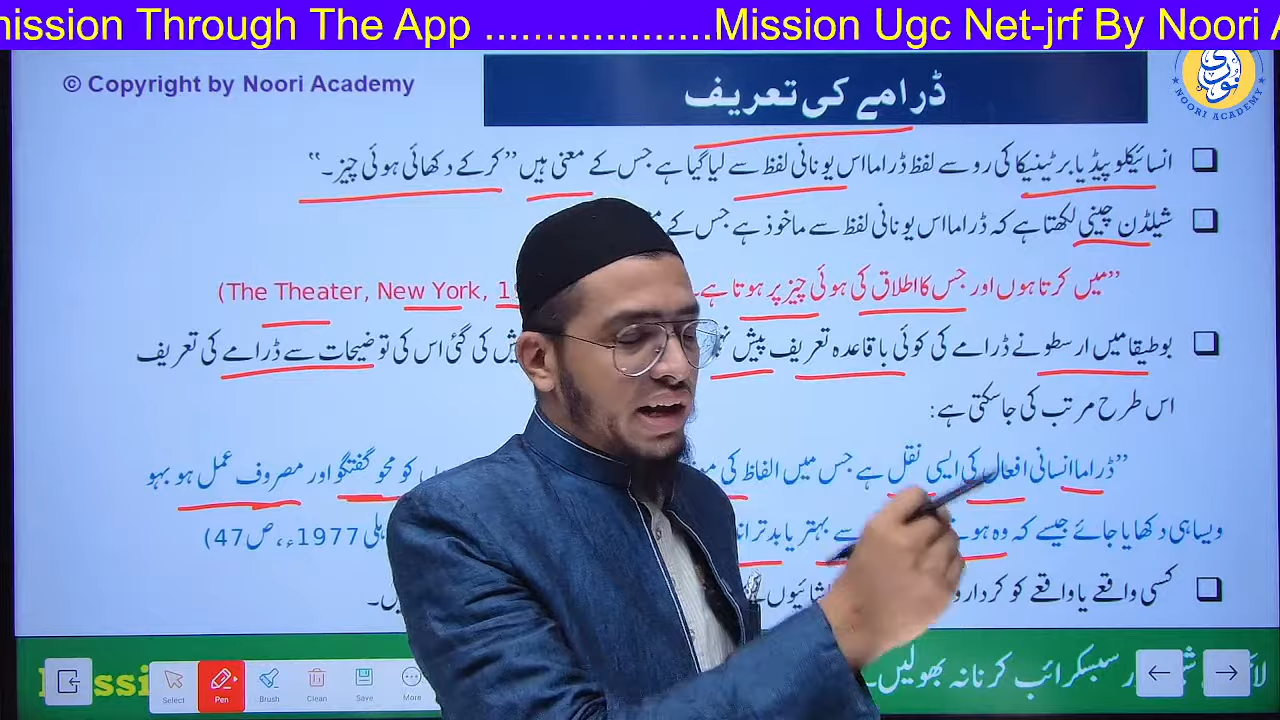 mission Through The App ...................Mission Ugc Net-jrf By Noori A
© Copyright by Noori Academy
ڈرامے کی تعریف
NOORI ACADEMY
انسائیکلوپیڈیا برٹینیکا کی رو سے لفظ ڈراما اس یونانی لفظ سے لیا گیا ہے جس کے معنی ہیں ”کر کے دکھائی ہوئی چیز۔“
شیلڈن چینی لکھتا ہے کہ ڈراما اس یونانی لفظ سے ماخوذ ہے جس کے
”میں کرتا ہوں اور جس کا اطلاق کی ہوئی چیز پر ہوتا ہے۔ (The Theater, New York,
بوطیقا میں ارسطو نے ڈرامے کی کوئی باقاعدہ تعریف پیش کی گئی اس کی توضیحات سے ڈرامے کی تعریف
اس طرح مرتب کی جا سکتی ہے:
”ڈراما انسانی افعال کی ایسی نقل ہے جس میں الفاظ کی کو محو گفتگو اور مصروف عمل ہو بہو
ویسا ہی دکھایا جائے جیسے کہ وہ سے بہتر یا بدتر 1977ء، ص 47)
کسی واقعے یا واقعے کو
سبسکرائب کرنا نہ بھولیں۔
Select Pen Brush Clean Save More